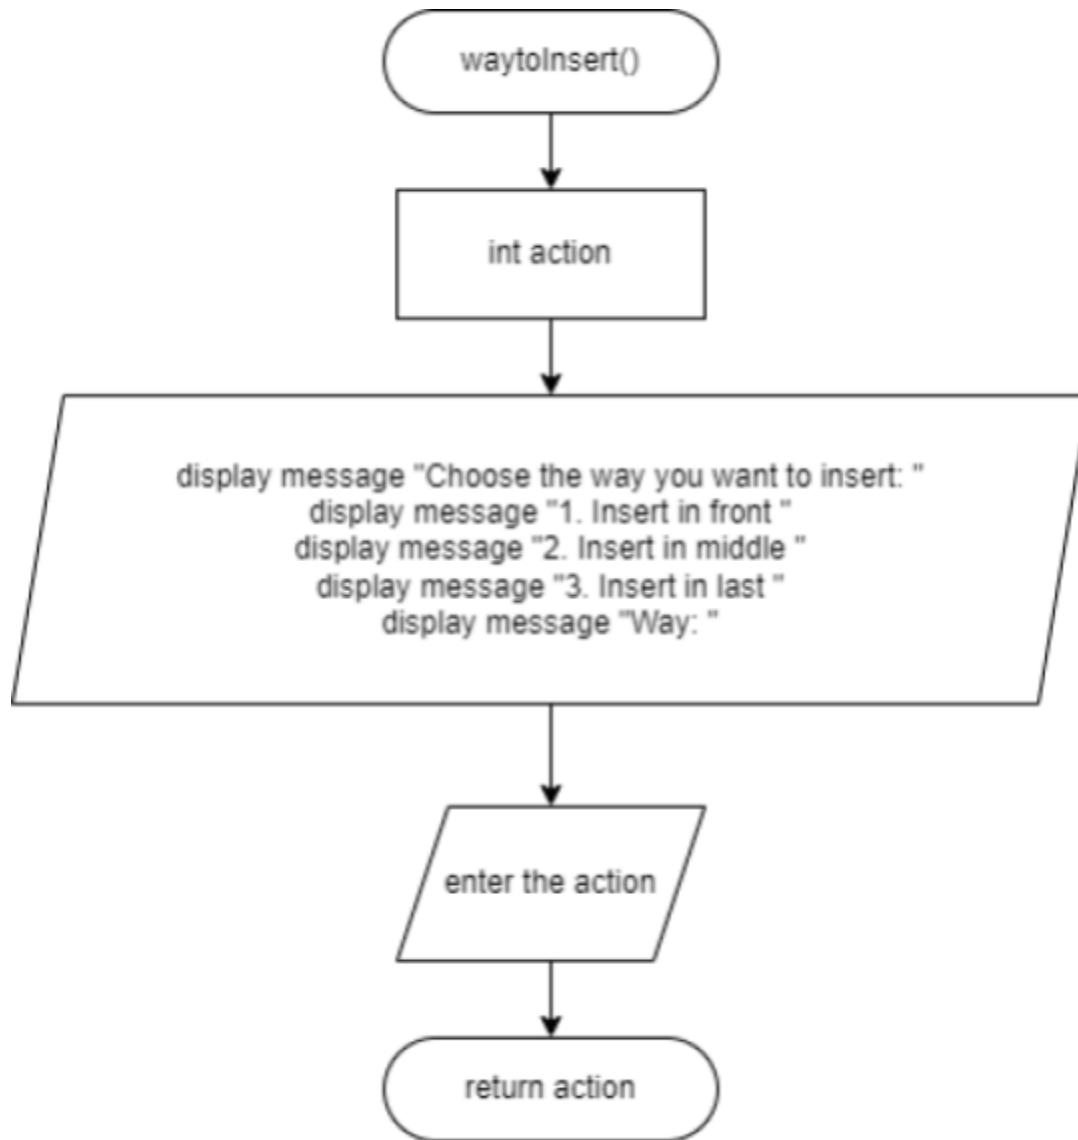 waytoInsert()
int action
display message "Choose the way you want to insert: "
display message "1. Insert in front "
display message "2. Insert in middle "
display message "3. Insert in last "
display message "Way: "
enter the action
return action